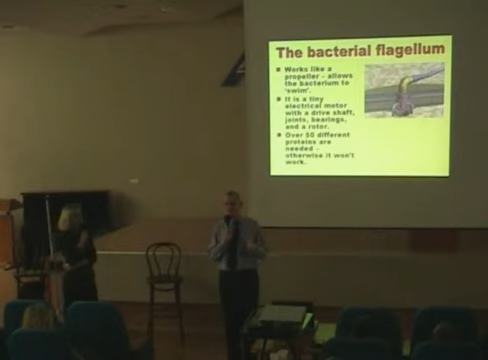 The bacterial flagellum
Works like a
propeller – allows
the bacterium to
'swim'.
It is a tiny
electrical motor
with a drive shaft,
joints, bearings,
and a rotor.
Over 50 different
proteins are
needed –
otherwise it won't
work.